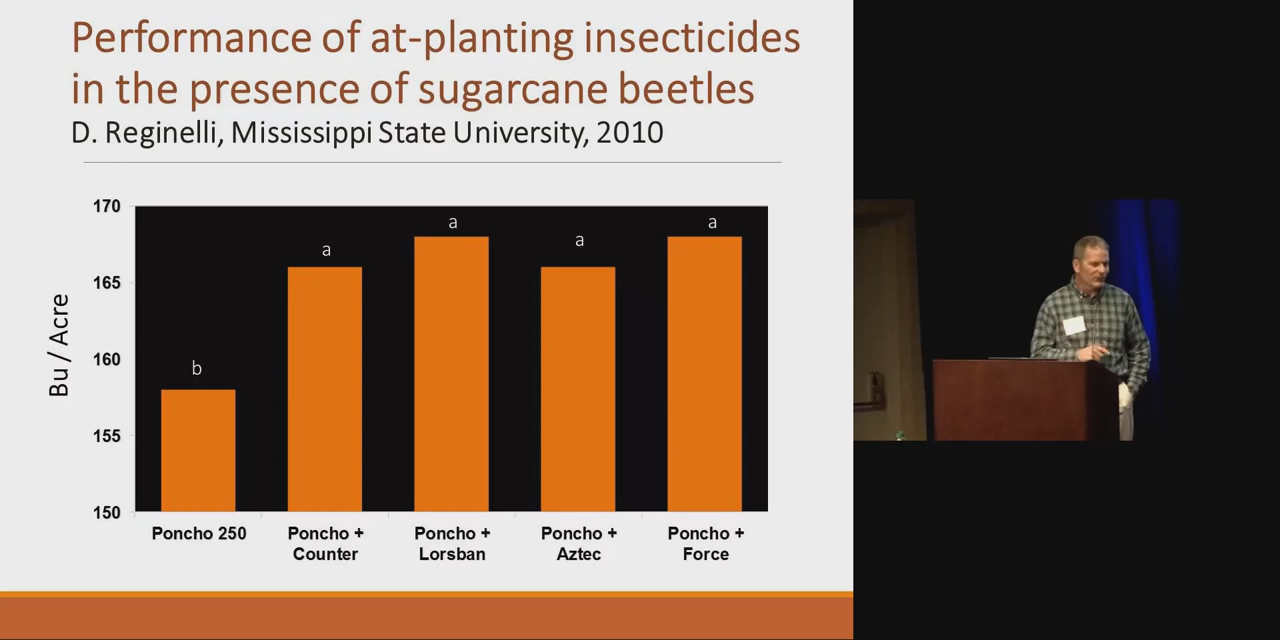 Performance of at-planting insecticides
in the presence of sugarcane beetles
D. Reginelli, Mississippi State University, 2010
170
165
160
155
150
Bu / Acre
b
a
a
a
a
Poncho 250
Poncho +
Counter
Poncho +
Lorsban
Poncho +
Aztec
Poncho +
Force